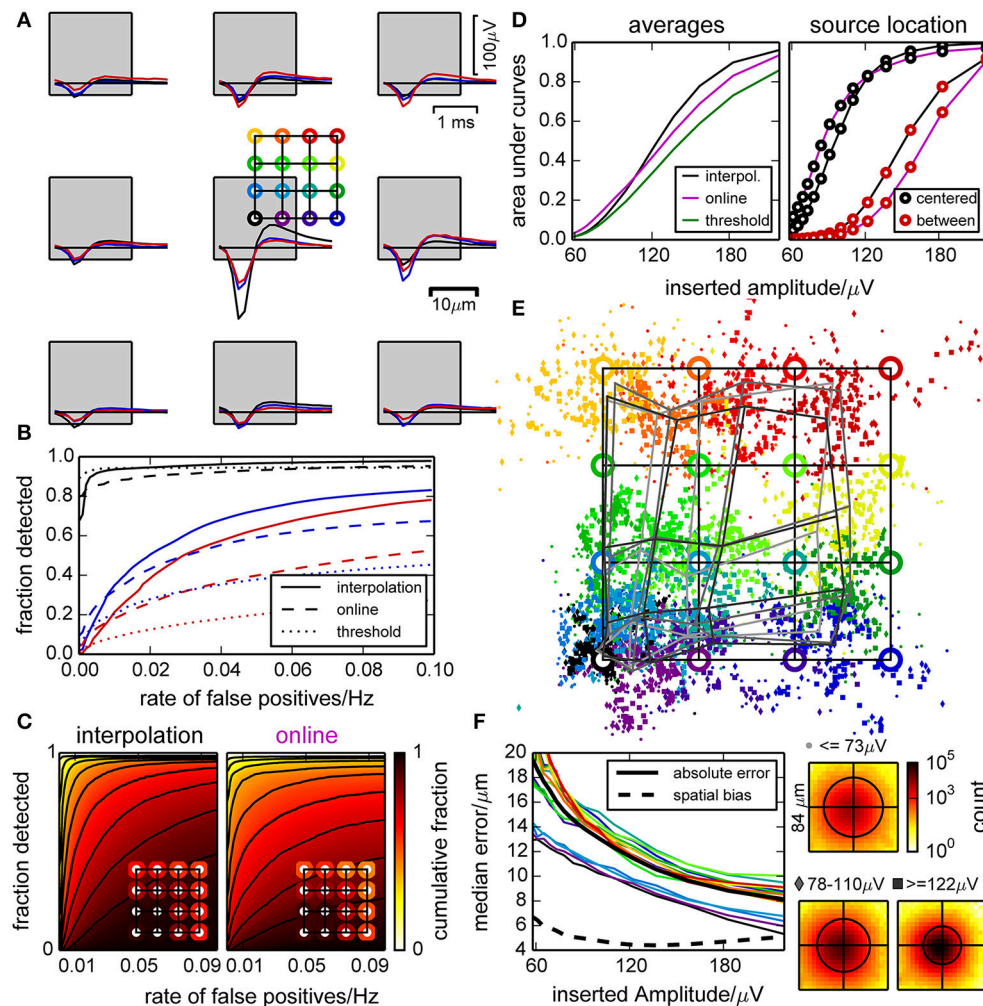 A
100μV
1 ms
10μm
B
fraction detected
1.0
0.8
0.6
0.4
0.2
0.0
interpolation
online
threshold
0.00 0.02 0.04 0.06 0.08 0.10
rate of false positives/Hz
C
interpolation
online
fraction detected
1
0
0.01 0.05 0.09
0.01 0.05 0.09
rate of false positives/Hz
1
0
cumulative fraction
D
averages
source location
area under curves
1.0
0.8
0.6
0.4
0.2
0.0
interpol.
online
threshold
centered
between
60 120 180
60 120 180
inserted amplitude/μV
E
F
median error/μm
20
18
16
14
12
10
8
6
4
absolute error
spatial bias
60 120 180
inserted Amplitude/μV
<= 73μV
84 μm
10^5
10^3
10^0
count
78-110μV
>=122μV